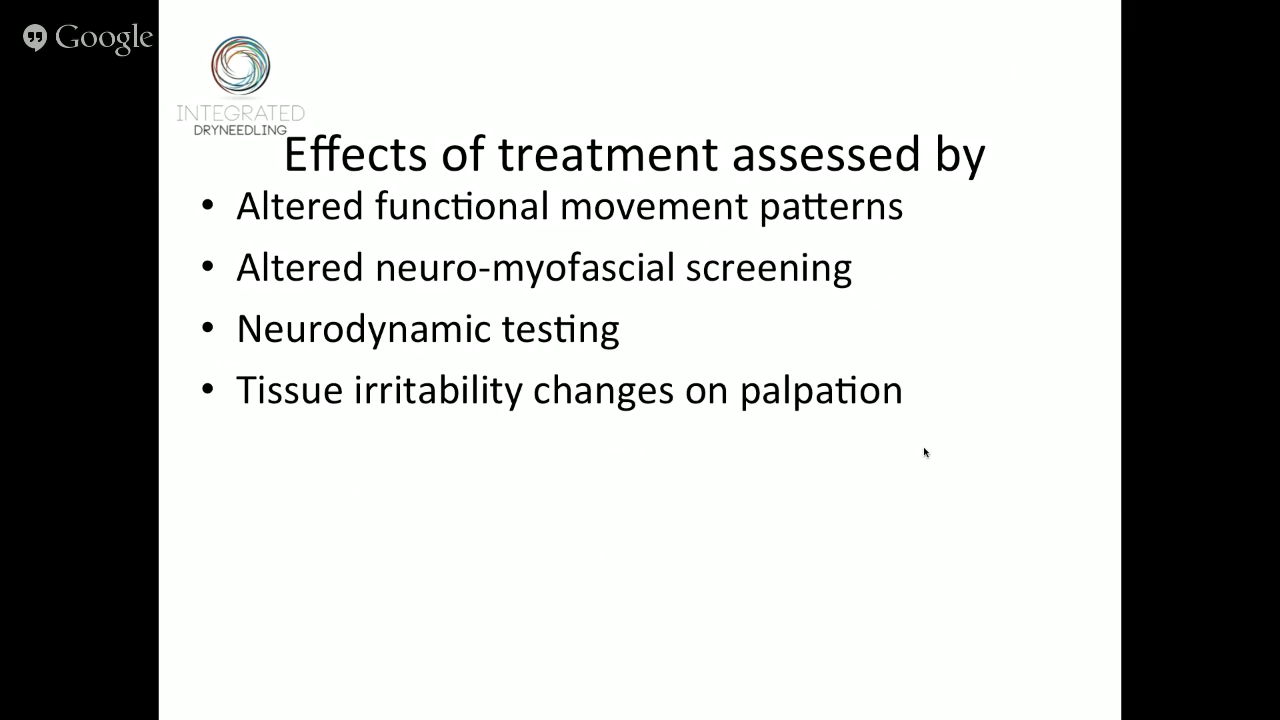 Google
INTEGRATED
DRYNEEDLING
Effects of treatment assessed by
• Altered functional movement patterns
• Altered neuro-myofascial screening
• Neurodynamic testing
• Tissue irritability changes on palpation